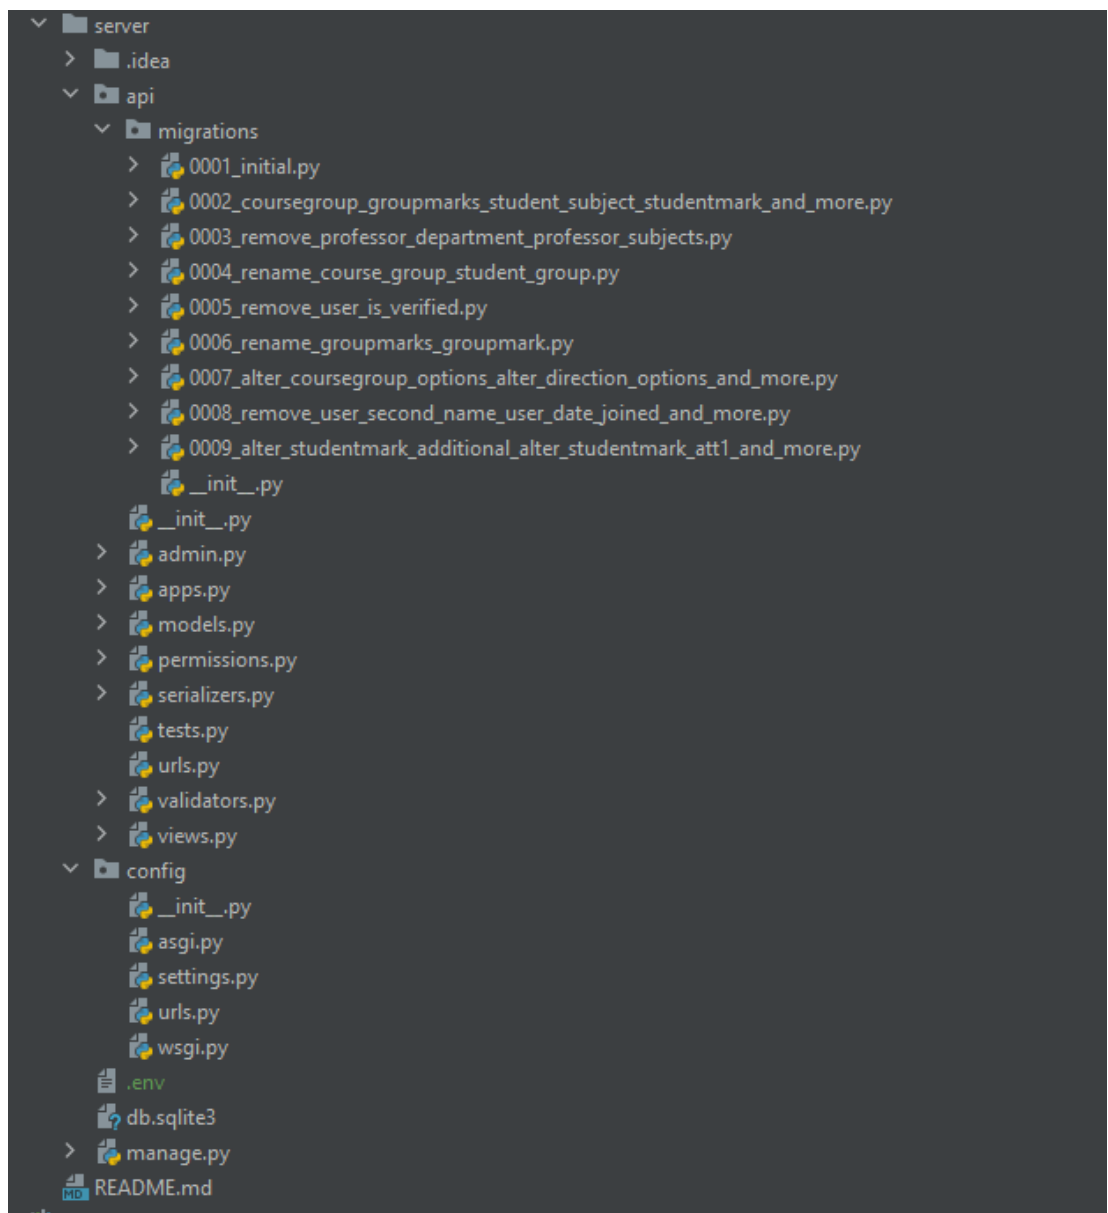 server
.idea
api
migrations
0001_initial.py
0002_coursegroup_groupmarks_student_subject_studentmark_and_more.py
0003_remove_professor_department_professor_subjects.py
0004_rename_course_group_student_group.py
0005_remove_user_is_verified.py
0006_rename_groupmarks_groupmark.py
0007_alter_coursegroup_options_alter_direction_options_and_more.py
0008_remove_user_second_name_user_date_joined_and_more.py
0009_alter_studentmark_additional_alter_studentmark_att1_and_more.py
__init__.py
__init__.py
admin.py
apps.py
models.py
permissions.py
serializers.py
tests.py
urls.py
validators.py
views.py
config
__init__.py
asgi.py
settings.py
urls.py
wsgi.py
.env
db.sqlite3
manage.py
MD README.md